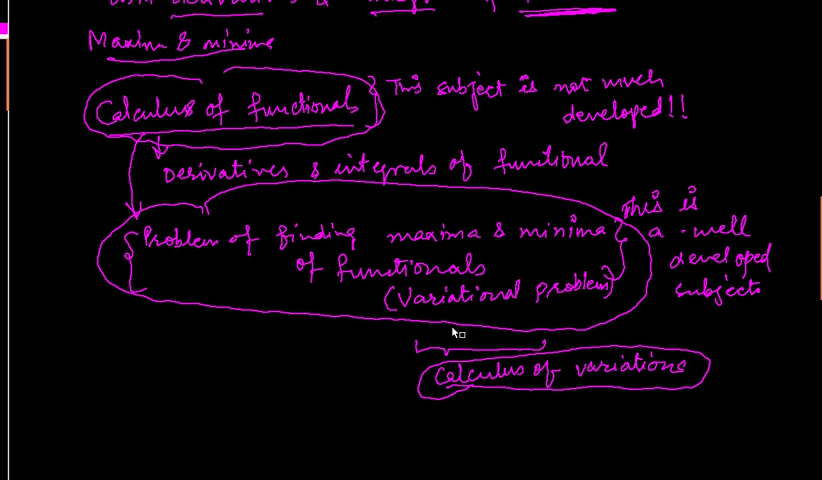 Maxima & minima
Calculus of functionals
This subject is not much
developed!!
Derivatives & integrals of functional
Problem of finding maxima & minima
of functionals
(Variational problem)
This is
a well
developed
subject
Calculus of variations